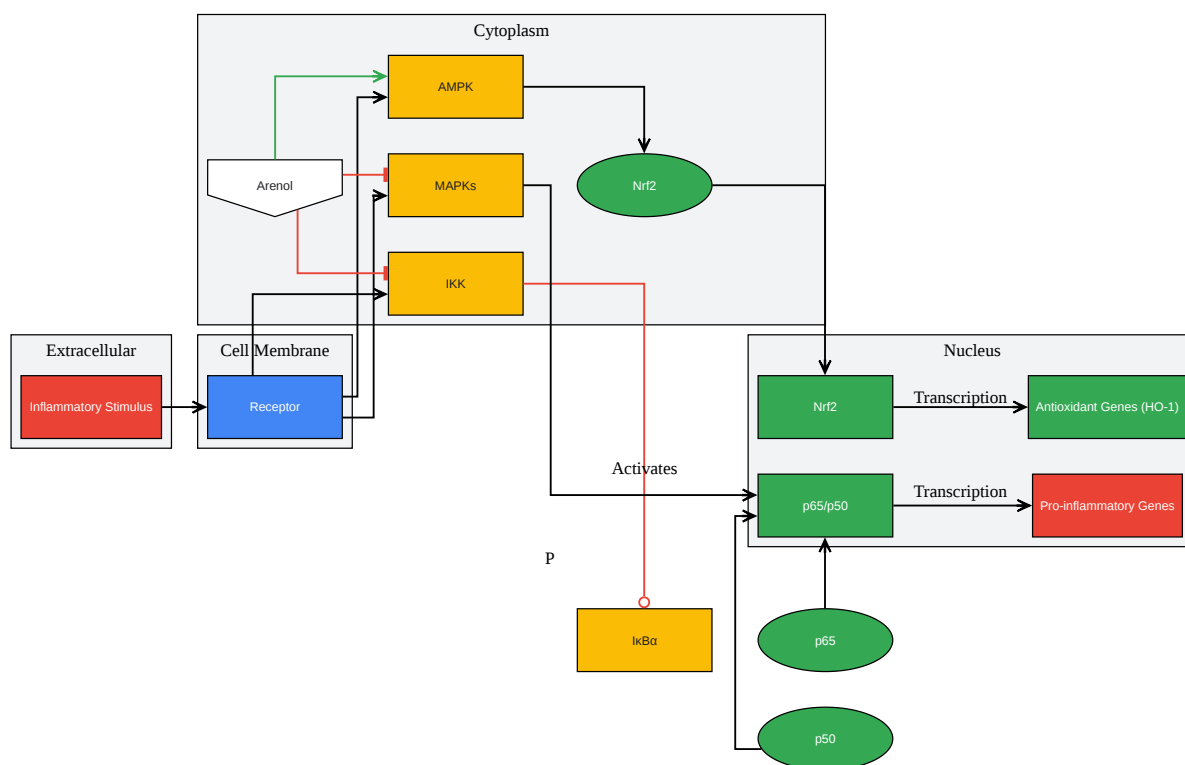 Cytoplasm
AMPK
Arenol
MAPKs
Nrf2
IKK
Extracellular
Cell Membrane
Nucleus
Inflammatory Stimulus
Receptor
Nrf2
Transcription
Antioxidant Genes (HO-1)
Activates
p65/p50
Transcription
Pro-inflammatory Genes
P
IκBα
p65
p50